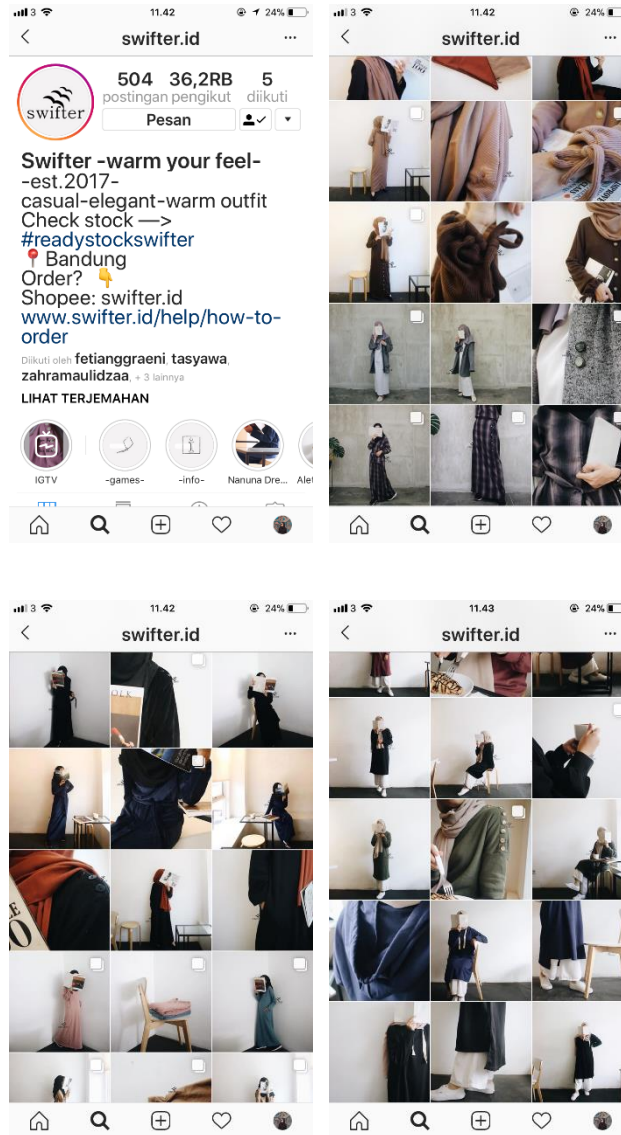 3 11.42 24%
swifter.id
swifter
504 36,2RB 5
postingan pengikut diikuti
Pesan
Swifter -warm your feel-
-est.2017-
casual-elegant-warm outfit
Check stock —>
#readystockswifter
📍Bandung
Order? 👇
Shopee: swifter.id
www.swifter.id/help/how-to-
order
Diikuti oleh fetianggraeni, tasyawa,
zahramaulidzaa, + 3 lainnya
LIHAT TERJEMAHAN
IGTV -games- -info- Nanuna Dre... Alet
11.42 24%
swifter.id
3 11.42 24%
swifter.id
OLK
3 11.43 24%
swifter.id